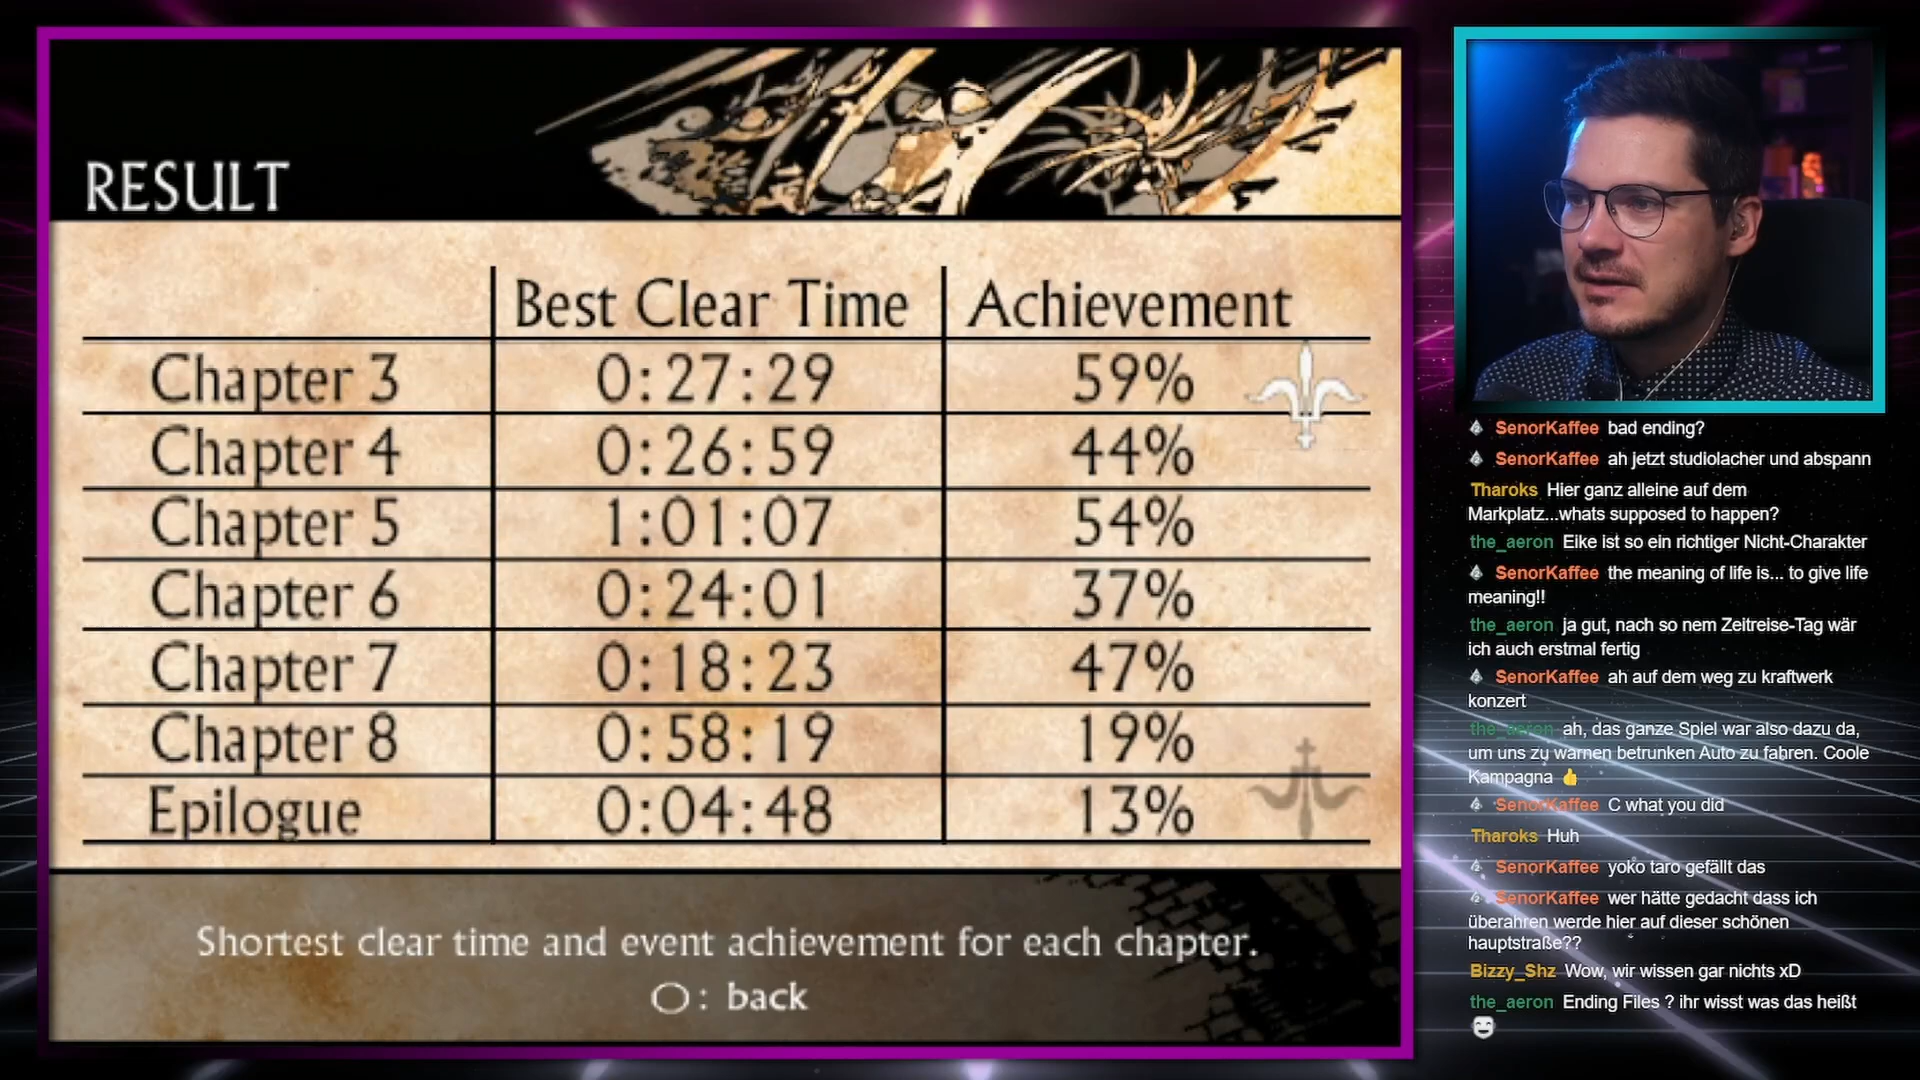 RESULT
Best Clear Time Achievement
Chapter 3 0:27:29 59%
Chapter 4 0:26:59 44%
Chapter 5 1:01:07 54%
Chapter 6 0:24:01 37%
Chapter 7 0:18:23 47%
Chapter 8 0:58:19 19%
Epilogue 0:04:48 13%
Shortest clear time and event achievement for each chapter.
○: back
SenorKaffee bad ending?
SenorKaffee ah jetzt studiolacher und abspann
Tharoks Hier ganz alleine auf dem
Markplatz...whats supposed to happen?
the_aeron Eike ist so ein richtiger Nicht-Charakter
SenorKaffee the meaning of life is... to give life
meaning!!
the_aeron ja gut, nach so nem Zeitreise-Tag wär
ich auch erstmal fertig
SenorKaffee ah auf dem weg zu kraftwerk
konzert
the_aeron ah, das ganze Spiel war also dazu da,
um uns zu warnen betrunken Auto zu fahren. Coole
Kampagna 👍
SenorKaffee C what you did
Tharoks Huh
SenorKaffee yoko taro gefällt das
SenorKaffee wer hätte gedacht dass ich
überahren werde hier auf dieser schönen
hauptstraße??
Bizzy_Shz Wow, wir wissen gar nichts xD
the_aeron Ending Files ? ihr wisst was das heißt